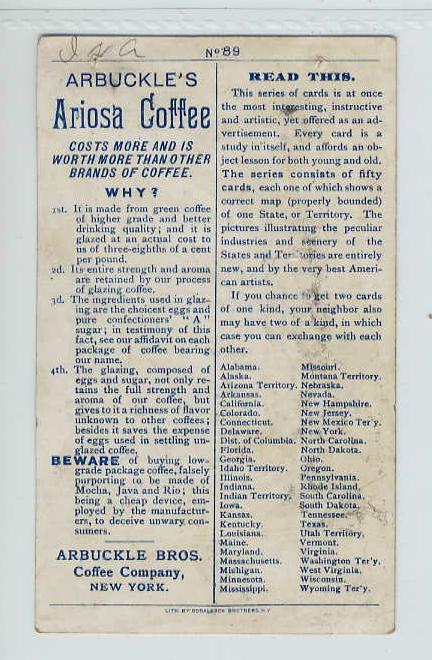 No 89
ARBUCKLE'S
Ariosa Coffee
COSTS MORE AND IS
WORTH MORE THAN OTHER
BRANDS OF COFFEE.
WHY?
1st. It is made from green coffee
of higher grade and better
drinking quality; and it is
glazed at an actual cost to
us of three-eighths of a cent
per pound.
2d. Its entire strength and aroma
are retained by our process
of glazing coffee.
3d. The ingredients used in glaz-
ing are the choicest eggs and
pure confectioners' "A"
sugar; in testimony of this
fact, see our affidavit on each
package of coffee bearing
our name.
4th. The glazing, composed of
eggs and sugar, not only re-
tains the full strength and
aroma of our coffee, but
gives to it a richness of flavor
unknown to other coffees;
besides it saves the expense
of eggs used in settling un-
glazed coffee.
BEWARE of buying low-
grade package coffee, falsely
purporting to be made of
Mocha, Java and Rio; this
being a cheap device, em-
ployed by the manufactur-
ers, to deceive unwary con-
sumers.
ARBUCKLE BROS.
Coffee Company,
NEW YORK.
READ THIS.
This series of cards is at once
the most interesting, instructive
and artistic, yet offered as an ad-
vertisement. Every card is a
study in itself, and affords an ob-
ject lesson for both young and old.
The series consists of fifty
cards, each one of which shows a
correct map (properly bounded)
of one State, or Territory. The
pictures illustrating the peculiar
industries and scenery of the
States and Territories are entirely
new, and by the very best Ameri-
can artists.
If you chance to get two cards
of one kind, your neighbor also
may have two of a kind, in which
case you can exchange with each
other.
Alabama.
Alaska.
Arizona Territory.
Arkansas.
California.
Colorado.
Connecticut.
Delaware.
Dist. of Columbia.
Florida.
Georgia.
Idaho Territory.
Illinois.
Indiana.
Indian Territory.
Iowa.
Kansas.
Kentucky.
Louisiana.
Maine.
Maryland.
Massachusetts.
Michigan.
Minnesota.
Mississippi.
Missouri.
Montana Territory.
Nebraska.
Nevada.
New Hampshire.
New Jersey.
New Mexico Ter'y.
New York.
North Carolina.
North Dakota.
Ohio.
Oregon.
Pennsylvania.
Rhode Island.
South Carolina.
South Dakota.
Tennessee.
Texas.
Utah Territory.
Vermont.
Virginia.
Washington Ter'y.
West Virginia.
Wisconsin.
Wyoming Ter'y.
LITH. BY DONALDSON BROTHERS, N.Y.